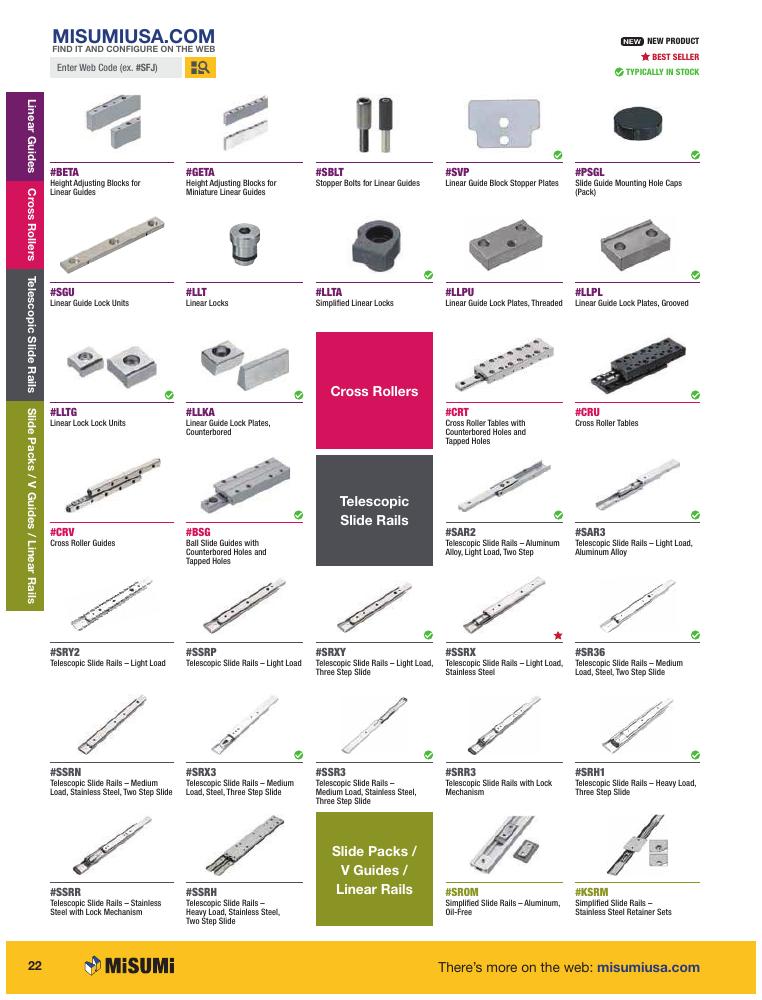 MISUMIUSA.COM
FIND IT AND CONFIGURE ON THE WEB
Enter Web Code (ex. #SFJ)
NEW NEW PRODUCT
BEST SELLER
TYPICALLY IN STOCK
Linear Guides
Cross Rollers
Telescopic Slide Rails
Slide Packs / V Guides / Linear Rails
#BETA
Height Adjusting Blocks for
Linear Guides
#GETA
Height Adjusting Blocks for
Miniature Linear Guides
#SBLT
Stopper Bolts for Linear Guides
#SVP
Linear Guide Block Stopper Plates
#PSGL
Slide Guide Mounting Hole Caps
(Pack)
#SGU
Linear Guide Lock Units
#LLT
Linear Locks
#LLTA
Simplified Linear Locks
#LLPU
Linear Guide Lock Plates, Threaded
#LLPL
Linear Guide Lock Plates, Grooved
#LLTG
Linear Lock Lock Units
#LLKA
Linear Guide Lock Plates,
Counterbored
Cross Rollers
#CRT
Cross Roller Tables with
Counterbored Holes and
Tapped Holes
#CRU
Cross Roller Tables
#CRV
Cross Roller Guides
#BSG
Ball Slide Guides with
Counterbored Holes and
Tapped Holes
Telescopic
Slide Rails
#SAR2
Telescopic Slide Rails – Aluminum
Alloy, Light Load, Two Step
#SAR3
Telescopic Slide Rails – Light Load,
Aluminum Alloy
#SRY2
Telescopic Slide Rails – Light Load
#SSRP
Telescopic Slide Rails – Light Load
#SRXY
Telescopic Slide Rails – Light Load,
Three Step Slide
#SSRX
Telescopic Slide Rails – Light Load,
Stainless Steel
#SR36
Telescopic Slide Rails – Medium
Load, Steel, Two Step Slide
#SSRN
Telescopic Slide Rails – Medium
Load, Stainless Steel, Two Step Slide
#SRX3
Telescopic Slide Rails – Medium
Load, Steel, Three Step Slide
#SSR3
Telescopic Slide Rails –
Medium Load, Stainless Steel,
Three Step Slide
#SRR3
Telescopic Slide Rails with Lock
Mechanism
#SRH1
Telescopic Slide Rails – Heavy Load,
Three Step Slide
#SSRR
Telescopic Slide Rails – Stainless
Steel with Lock Mechanism
#SSRH
Telescopic Slide Rails –
Heavy Load, Stainless Steel,
Two Step Slide
Slide Packs /
V Guides /
Linear Rails
#SROM
Simplified Slide Rails – Aluminum,
Oil-Free
#KSRM
Simplified Slide Rails –
Stainless Steel Retainer Sets
22
MiSUMi
There's more on the web: misumiusa.com